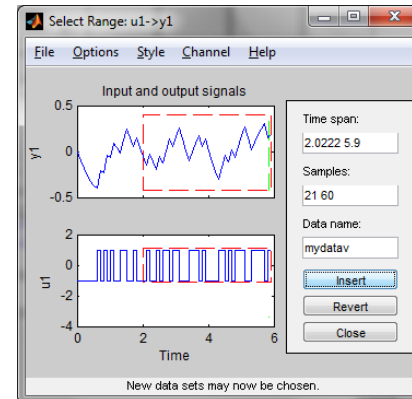 Select Range: u1->y1
File Options Style Channel Help
Input and output signals
0.5
0
-0.5
y1
2
0
-2
-4
u1
0 2 4 6
Time
Time span:
2.0222 5.9
Samples:
21 60
Data name:
mydatav
Insert
Revert
Close
New data sets may now be chosen.